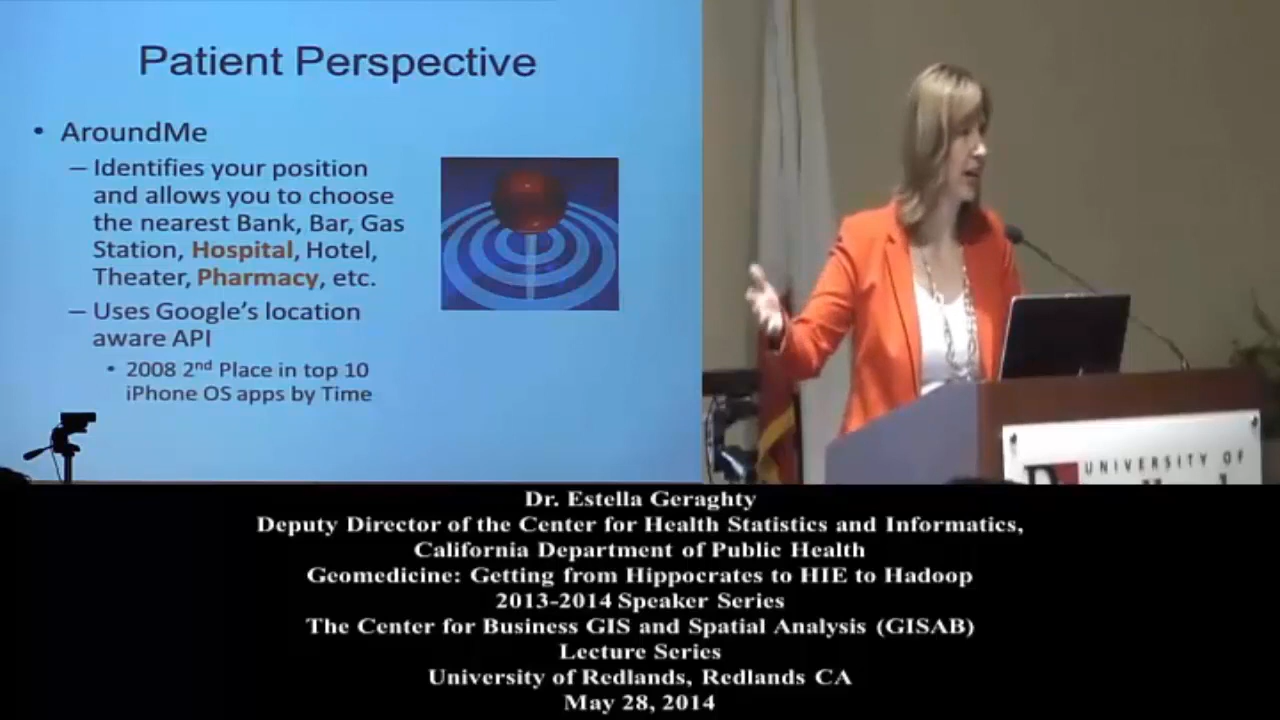 Patient Perspective
• AroundMe
– Identifies your position
and allows you to choose
the nearest Bank, Bar, Gas
Station, Hospital, Hotel,
Theater, Pharmacy, etc.
– Uses Google's location
aware API
• 2008 2nd Place in top 10
iPhone OS apps by Time
UNIVERSITY OF
Dr. Estella Geraghty
Deputy Director of the Center for Health Statistics and Informatics,
California Department of Public Health
Geomedicine: Getting from Hippocrates to HIE to Hadoop
2013-2014 Speaker Series
The Center for Business GIS and Spatial Analysis (GISAB)
Lecture Series
University of Redlands, Redlands CA
May 28, 2014